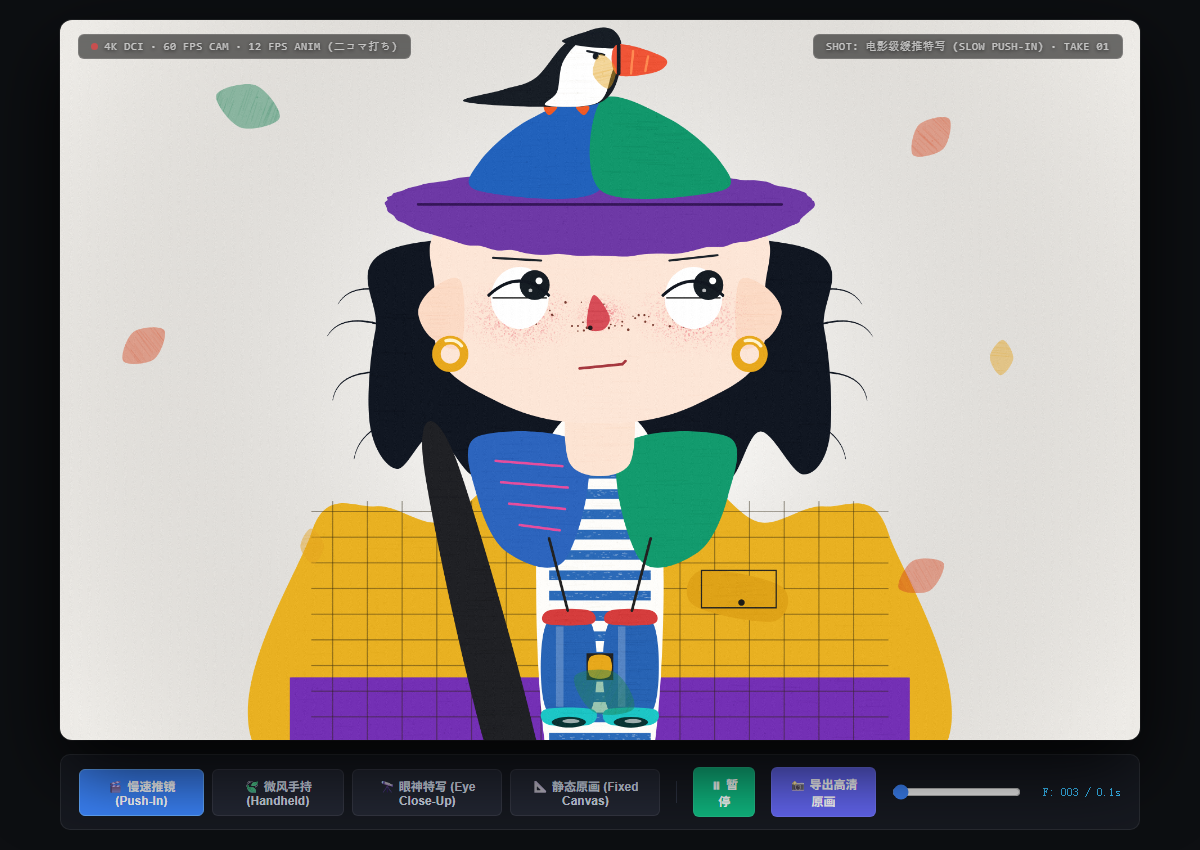 4K DCI · 60 FPS CAM · 12 FPS ANIM (二コマ打ち)
SHOT: 电影级缓推特写 (SLOW PUSH-IN) · TAKE 01
慢速推镜
(Push-In)
微风手持
(Handheld)
眼神特写 (Eye
Close-Up)
静态原画 (Fixed
Canvas)
⏸ 暂
停
导出高清
原画
F: 003 / 0.1s